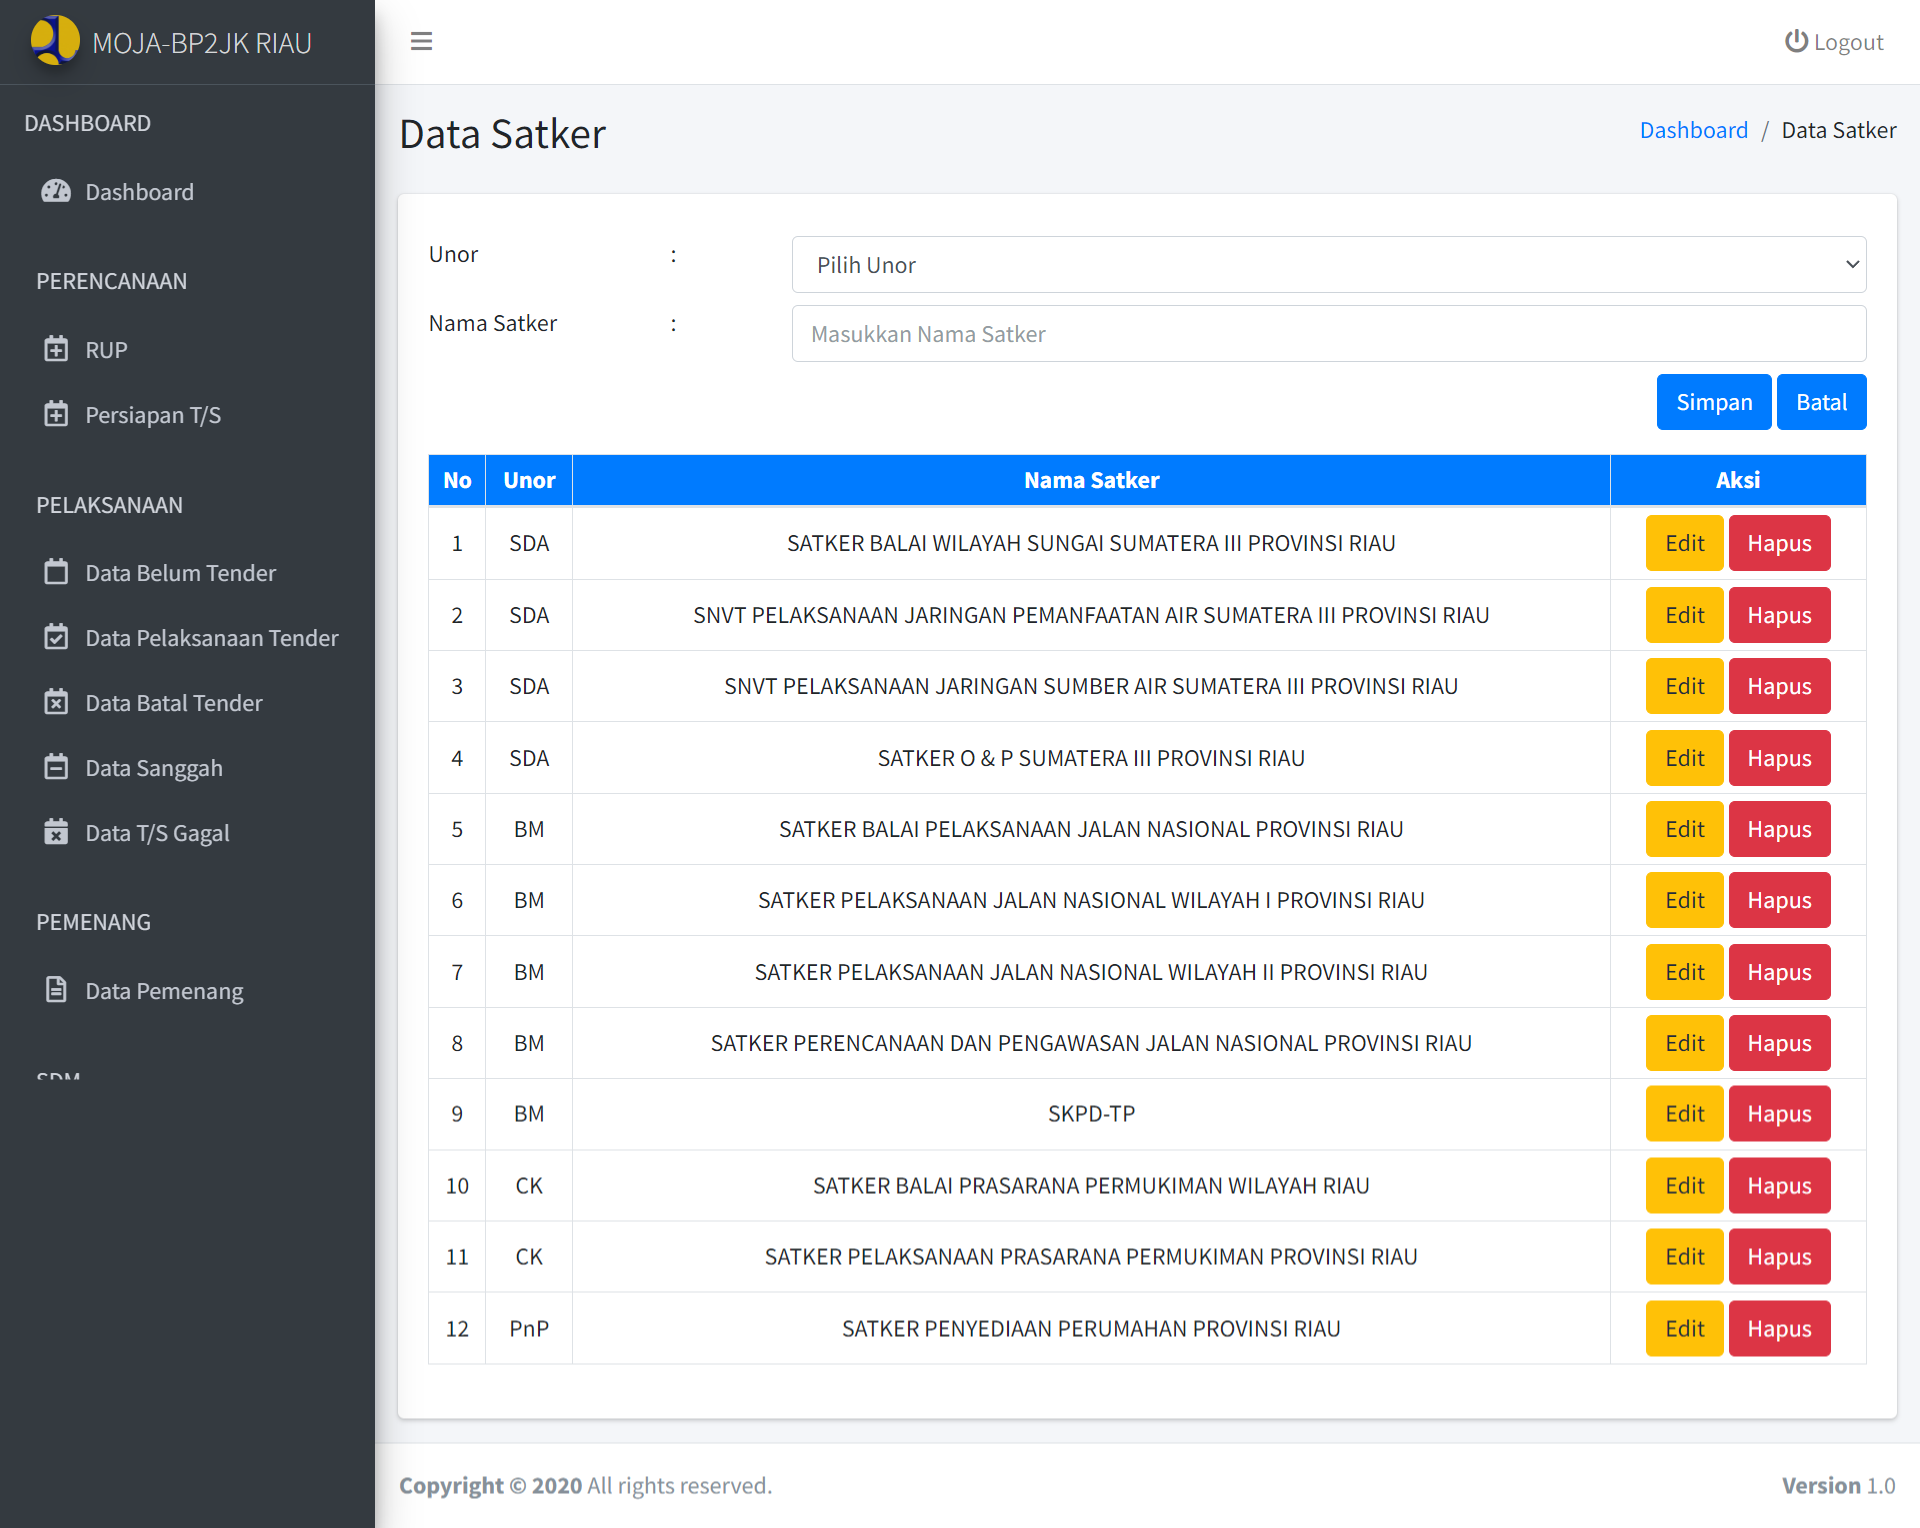 MOJA-BP2JK RIAU
Logout
DASHBOARD
Dashboard
PERENCANAAN
RUP
Persiapan T/S
PELAKSANAAN
Data Belum Tender
Data Pelaksanaan Tender
Data Batal Tender
Data Sanggah
Data T/S Gagal
PEMENANG
Data Pemenang
SDM
Data Satker
Dashboard / Data Satker
Unor : Pilih Unor
Nama Satker : Masukkan Nama Satker
Simpan Batal
No Unor Nama Satker Aksi
1 SDA SATKER BALAI WILAYAH SUNGAI SUMATERA III PROVINSI RIAU Edit Hapus
2 SDA SNVT PELAKSANAAN JARINGAN PEMANFAATAN AIR SUMATERA III PROVINSI RIAU Edit Hapus
3 SDA SNVT PELAKSANAAN JARINGAN SUMBER AIR SUMATERA III PROVINSI RIAU Edit Hapus
4 SDA SATKER O & P SUMATERA III PROVINSI RIAU Edit Hapus
5 BM SATKER BALAI PELAKSANAAN JALAN NASIONAL PROVINSI RIAU Edit Hapus
6 BM SATKER PELAKSANAAN JALAN NASIONAL WILAYAH I PROVINSI RIAU Edit Hapus
7 BM SATKER PELAKSANAAN JALAN NASIONAL WILAYAH II PROVINSI RIAU Edit Hapus
8 BM SATKER PERENCANAAN DAN PENGAWASAN JALAN NASIONAL PROVINSI RIAU Edit Hapus
9 BM SKPD-TP Edit Hapus
10 CK SATKER BALAI PRASARANA PERMUKIMAN WILAYAH RIAU Edit Hapus
11 CK SATKER PELAKSANAAN PRASARANA PERMUKIMAN PROVINSI RIAU Edit Hapus
12 PnP SATKER PENYEDIAAN PERUMAHAN PROVINSI RIAU Edit Hapus
Copyright © 2020 All rights reserved.
Version 1.0